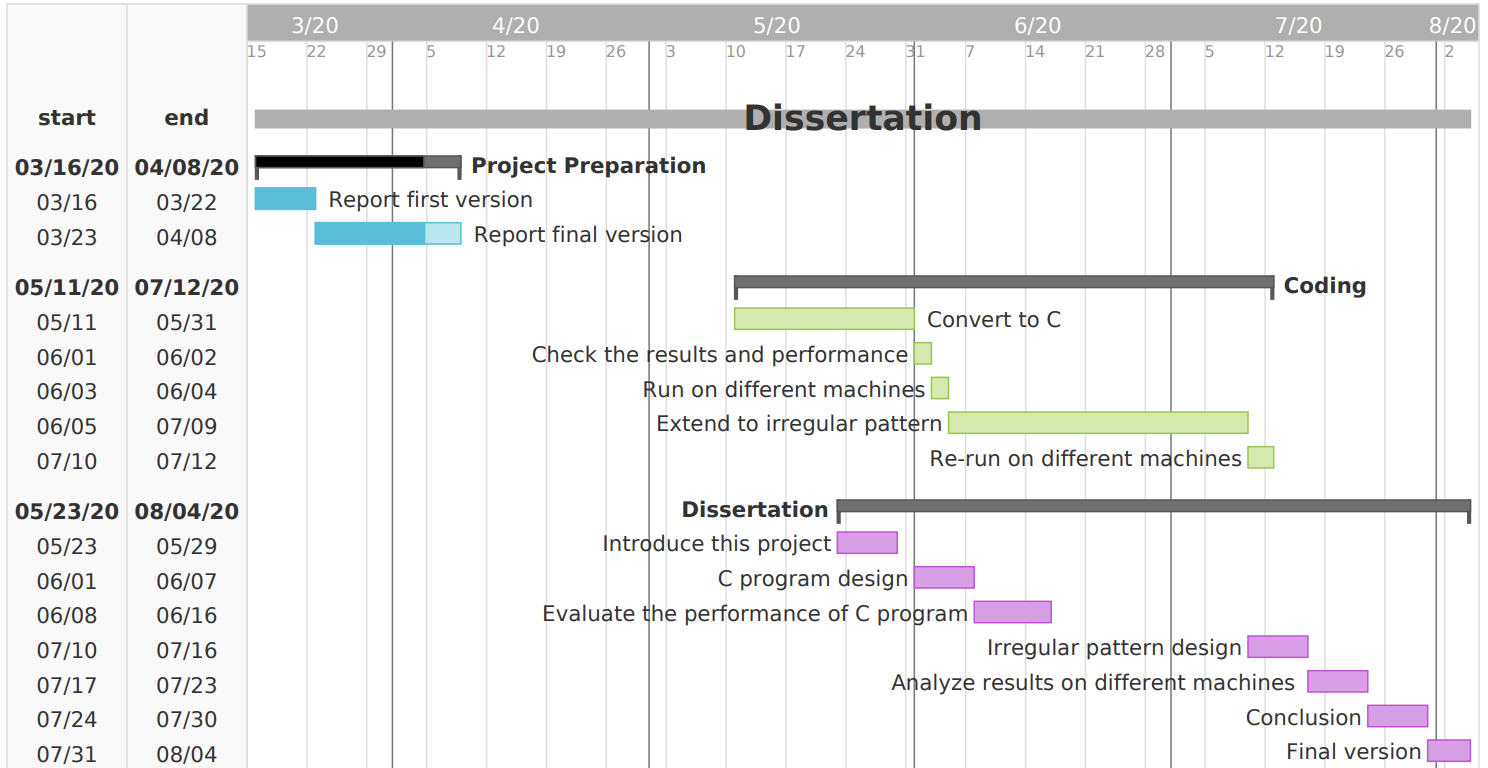 3/20 4/20 5/20 6/20 7/20 8/20
15 22 29 5 12 19 26 3 10 17 24 31 7 14 21 28 5 12 19 26 2
start end Dissertation
03/16/20 04/08/20 Project Preparation
03/16 03/22 Report first version
03/23 04/08 Report final version
05/11/20 07/12/20 Coding
05/11 05/31 Convert to C
06/01 06/02 Check the results and performance
06/03 06/04 Run on different machines
06/05 07/09 Extend to irregular pattern
07/10 07/12 Re-run on different machines
05/23/20 08/04/20 Dissertation
05/23 05/29 Introduce this project
06/01 06/07 C program design
06/08 06/16 Evaluate the performance of C program
07/10 07/16 Irregular pattern design
07/17 07/23 Analyze results on different machines
07/24 07/30 Conclusion
07/31 08/04 Final version